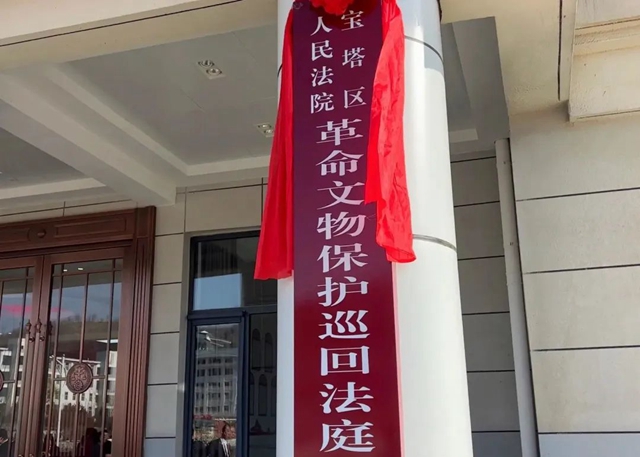 宝塔区
人民法院
革命文物保护巡回法庭